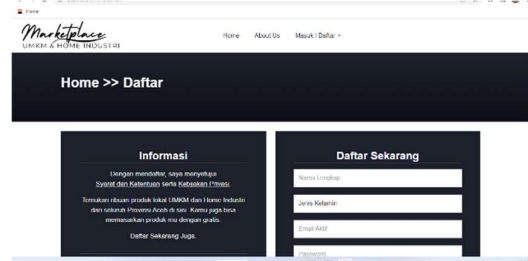 Home
Marketplace
UMKM & HOME INDUSTRI
Home About Us Masuk | Daftar
Home >> Daftar
Informasi
Dengan mendaftar, saya menyetujui
Syarat dan Ketentuan serta Kebijakan Privasi.
Temukan ribuan produk lokal UMKM dan Home Industri
dari seluruh Provinsi Aceh di sini. Kamu juga bisa
memasarkan produk mu dengan gratis.
Daftar Sekarang Juga.
Daftar Sekarang
Nama Lengkap
Jenis Kelamin
Email Aktif
Password